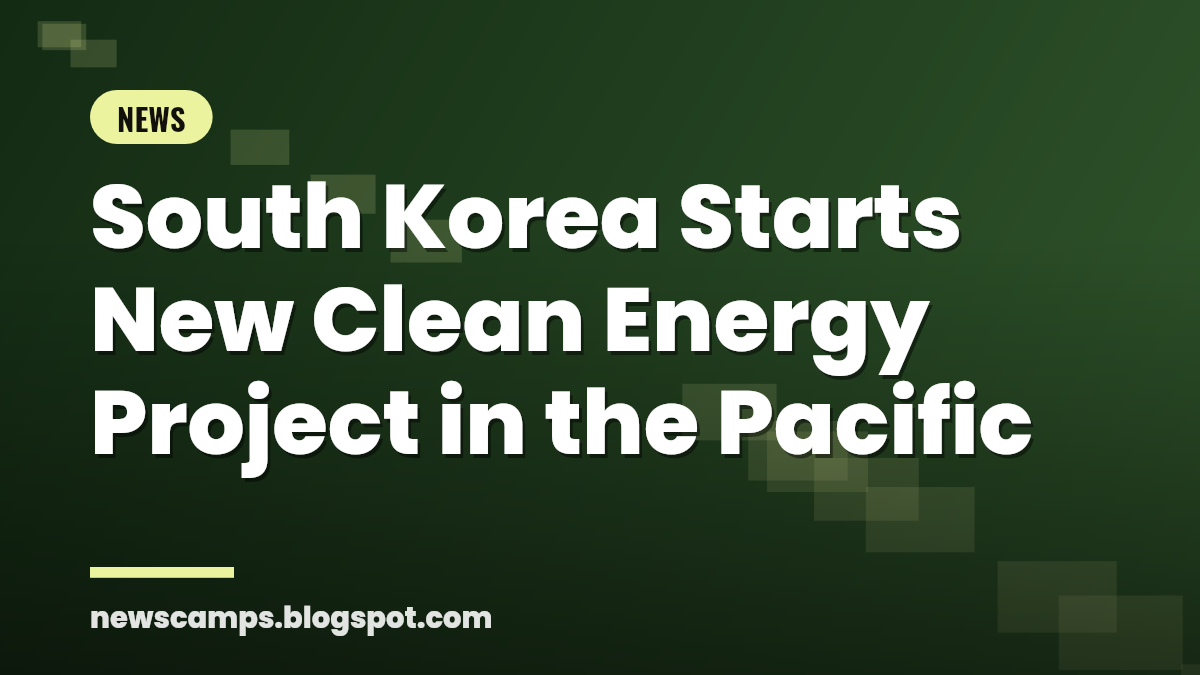 NEWS
South Korea Starts
New Clean Energy
Project in the Pacific
newscamps.blogspot.com